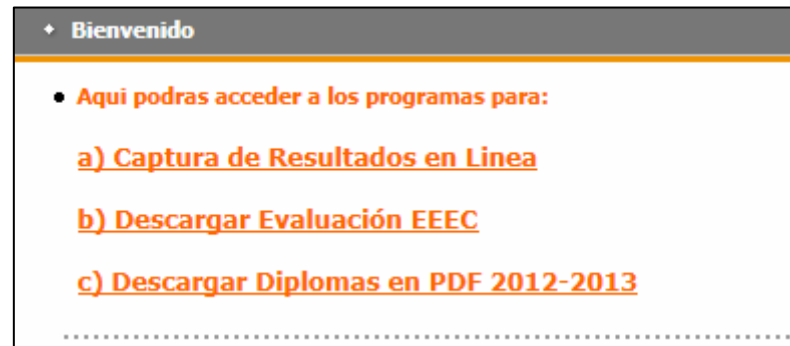 Bienvenido
Aqui podras acceder a los programas para:
a) Captura de Resultados en Linea
b) Descargar Evaluación EEEC
c) Descargar Diplomas en PDF 2012-2013